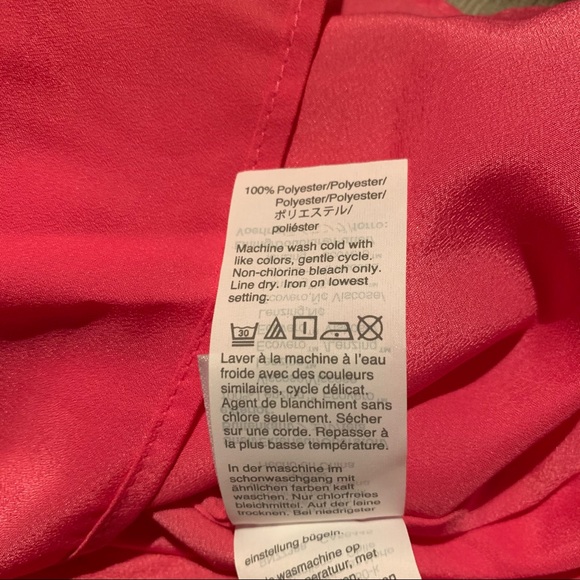 100% Polyester/Polyester/
Polyester/Polyester/
ポリエステル/
poliéster
Machine wash cold with
like colors, gentle cycle.
Non-chlorine bleach only.
Line dry. Iron on lowest
setting.
30
Laver à la machine à l'eau
froide avec des couleurs
similaires, cycle délicat.
Agent de blanchiment sans
chlore seulement. Sécher
sur une corde. Repasser à
la plus basse température.
In der maschine im
schonwaschgang mit
ähnlichen farben kalt
waschen. Nur chlorfreies
bleichmittel. Auf der leine
trocknen. Bei niedrigster
einstellung bügeln.
wasmachine op
met